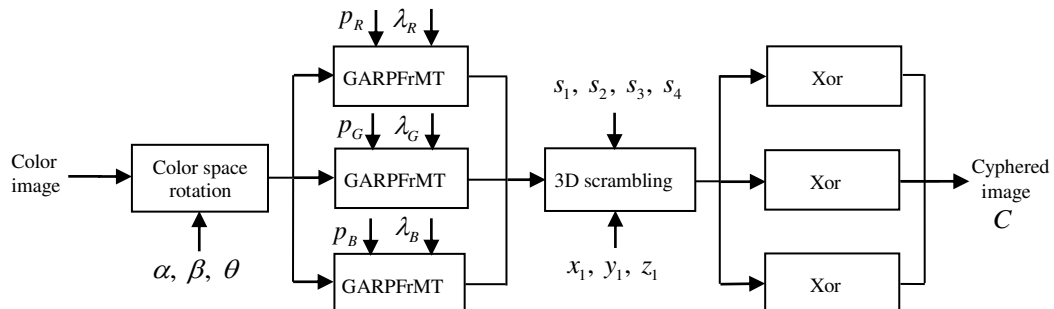 p_R λ_R
GARPFrMT
Xor
s_1, s_2, s_3, s_4
p_G λ_G
Color
image
Color space
rotation
GARPFrMT
3D scrambling
Xor
Cyphered
image
C
p_B λ_B
α, β, θ
x_1, y_1, z_1
GARPFrMT
Xor